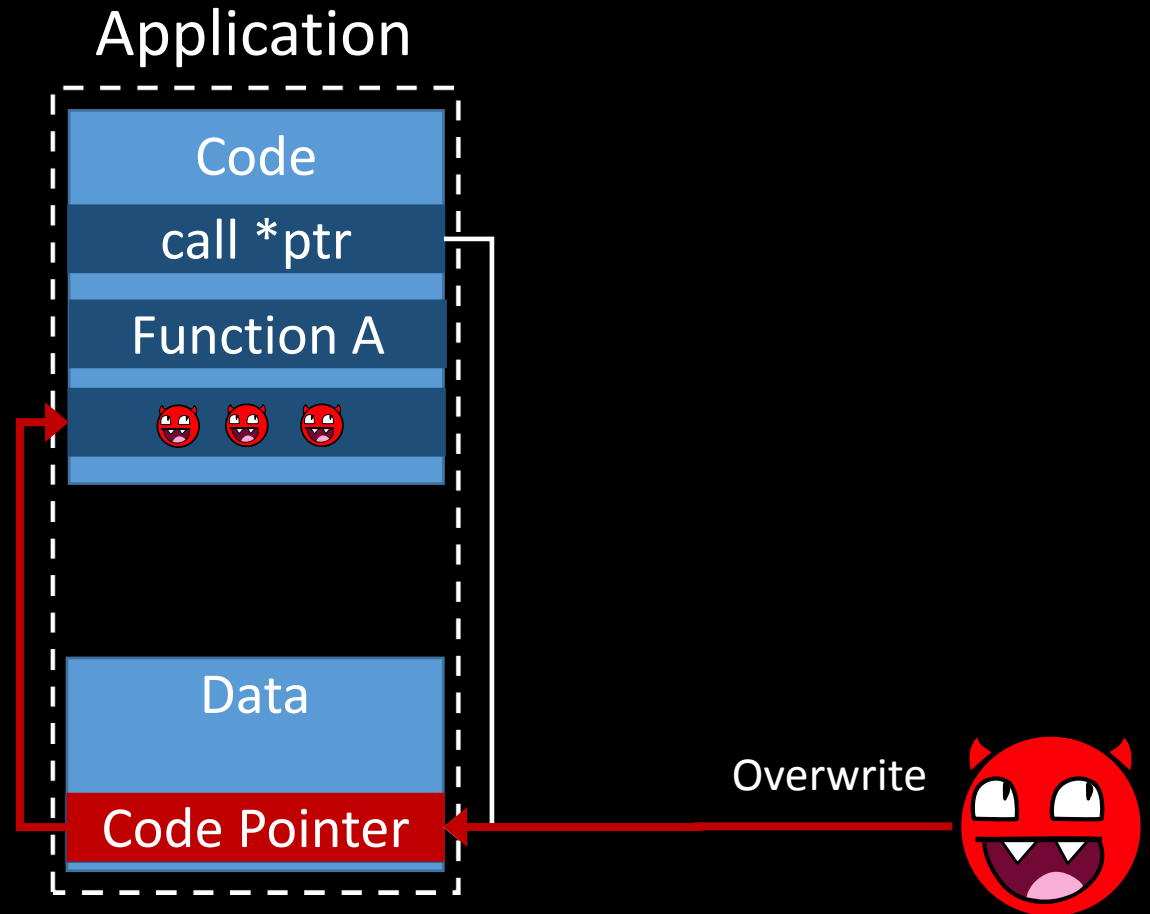 Application
Code
call *ptr
Function A
Data
Overwrite
Code Pointer